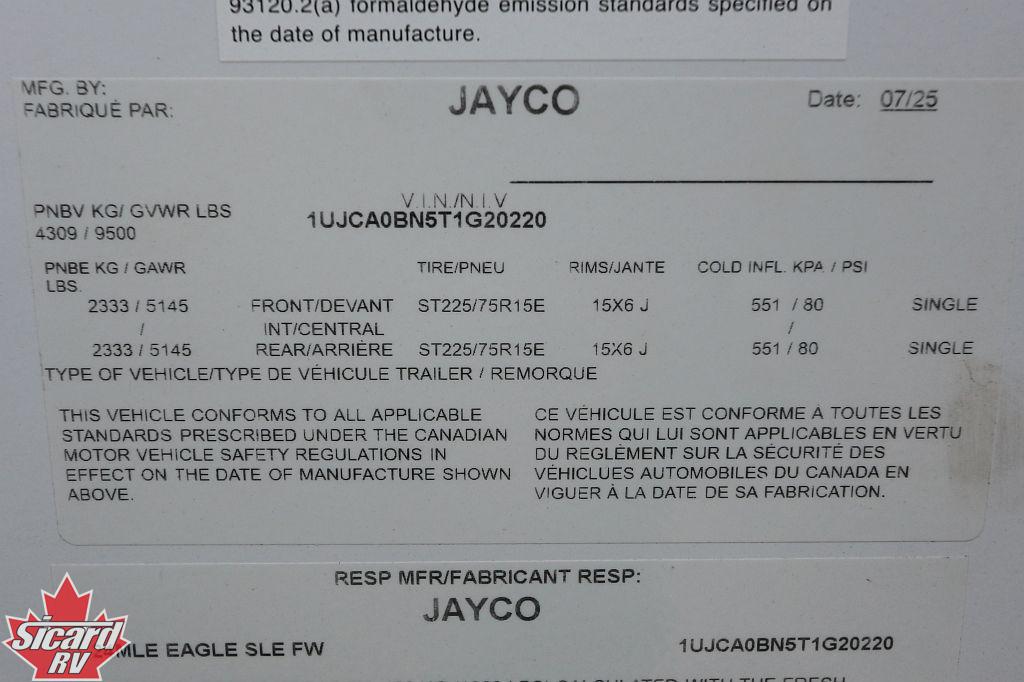 93120.2(a) formaldehyde emission standards specified on
the date of manufacture.
MFG. BY:
FABRIQUÉ PAR:
JAYCO
Date: 07/25
PNBV KG/ GVWR LBS
4309 / 9500
V.I.N./N.I.V
1UJCA0BN5T1G20220
PNBE KG / GAWR LBS. TIRE/PNEU RIMS/JANTE COLD INFL. KPA / PSI
2333 / 5145 FRONT/DEVANT ST225/75R15E 15X6 J 551 / 80 SINGLE
/ INT/CENTRAL /
2333 / 5145 REAR/ARRIÈRE ST225/75R15E 15X6 J 551 / 80 SINGLE
TYPE OF VEHICLE/TYPE DE VÉHICULE TRAILER / REMORQUE
THIS VEHICLE CONFORMS TO ALL APPLICABLE
STANDARDS PRESCRIBED UNDER THE CANADIAN
MOTOR VEHICLE SAFETY REGULATIONS IN
EFFECT ON THE DATE OF MANUFACTURE SHOWN
ABOVE.
CE VÉHICULE EST CONFORME À TOUTES LES
NORMES QUI LUI SONT APPLICABLES EN VERTU
DU REGLÈMENT SUR LA SÉCURITÉ DES
VÉHICLUES AUTOMOBILES DU CANADA EN
VIGUER À LA DATE DE SA FABRICATION.
RESP MFR/FABRICANT RESP:
JAYCO
MLE EAGLE SLE FW
1UJCA0BN5T1G20220
CALCULATED WITH THE FRESH
Sicard
RV